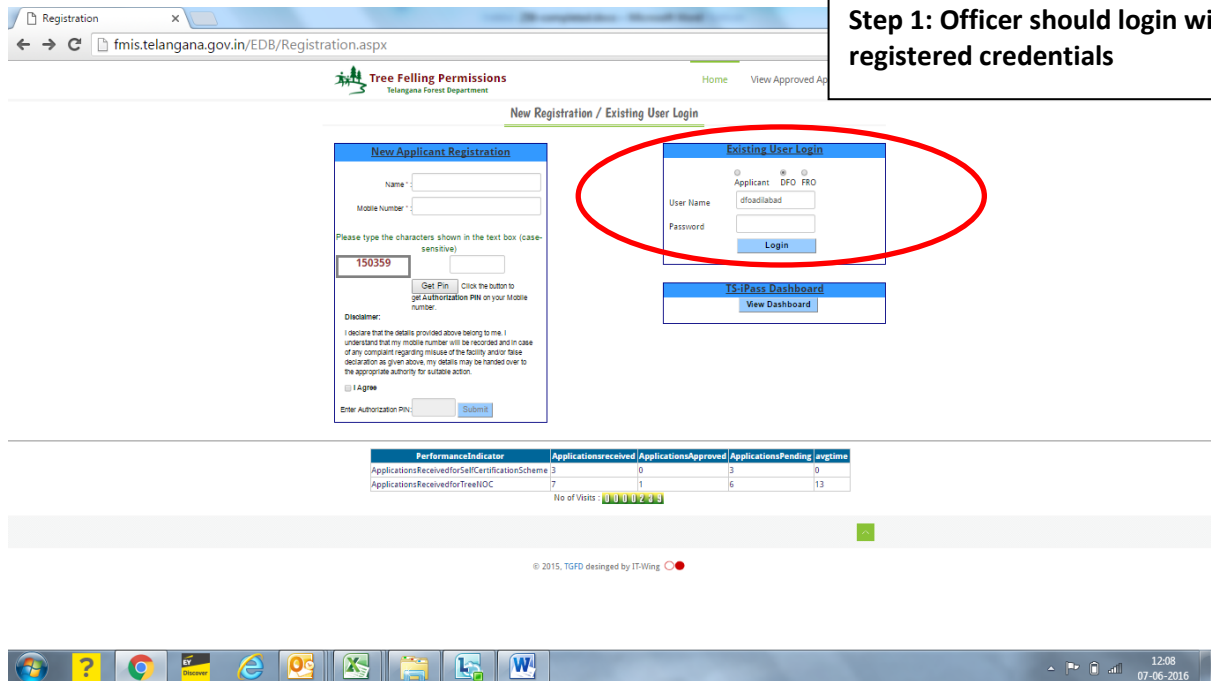 Registration
×
Step 1: Officer should login wi
registered credentials
fmis.telangana.gov.in/EDB/Registration.aspx
Tree Felling Permissions
Telangana Forest Department
Home View Approved Ap
New Registration / Existing User Login
New Applicant Registration
Name * :
Mobile Number * :
Please type the characters shown in the text box (case-
sensitive)
150359
Get Pin Click the button to
get Authorization PIN on your Mobile
number.
Disclaimer:
I declare that the details provided above belong to me. I
understand that my mobile number will be recorded and in case
of any complaint regarding misuse of the facility and/or false
declaration as given above, my details may be handed over to
the appropriate authority for suitable action.
I Agree
Enter Authorization PIN: Submit
Existing User Login
Applicant DFO FRO
User Name dfoadilabad
Password
Login
TS-iPass Dashboard
View Dashboard
PerformanceIndicator Applicationsreceived ApplicationsApproved ApplicationsPending avgtime
ApplicationsReceivedforSelfCertificationScheme 3 0 3 0
ApplicationsReceivedforTreeNOC 7 1 6 13
No of Visits :
© 2015, TGFD desinged by IT-Wing
EY
Discover
12:08
07-06-2016